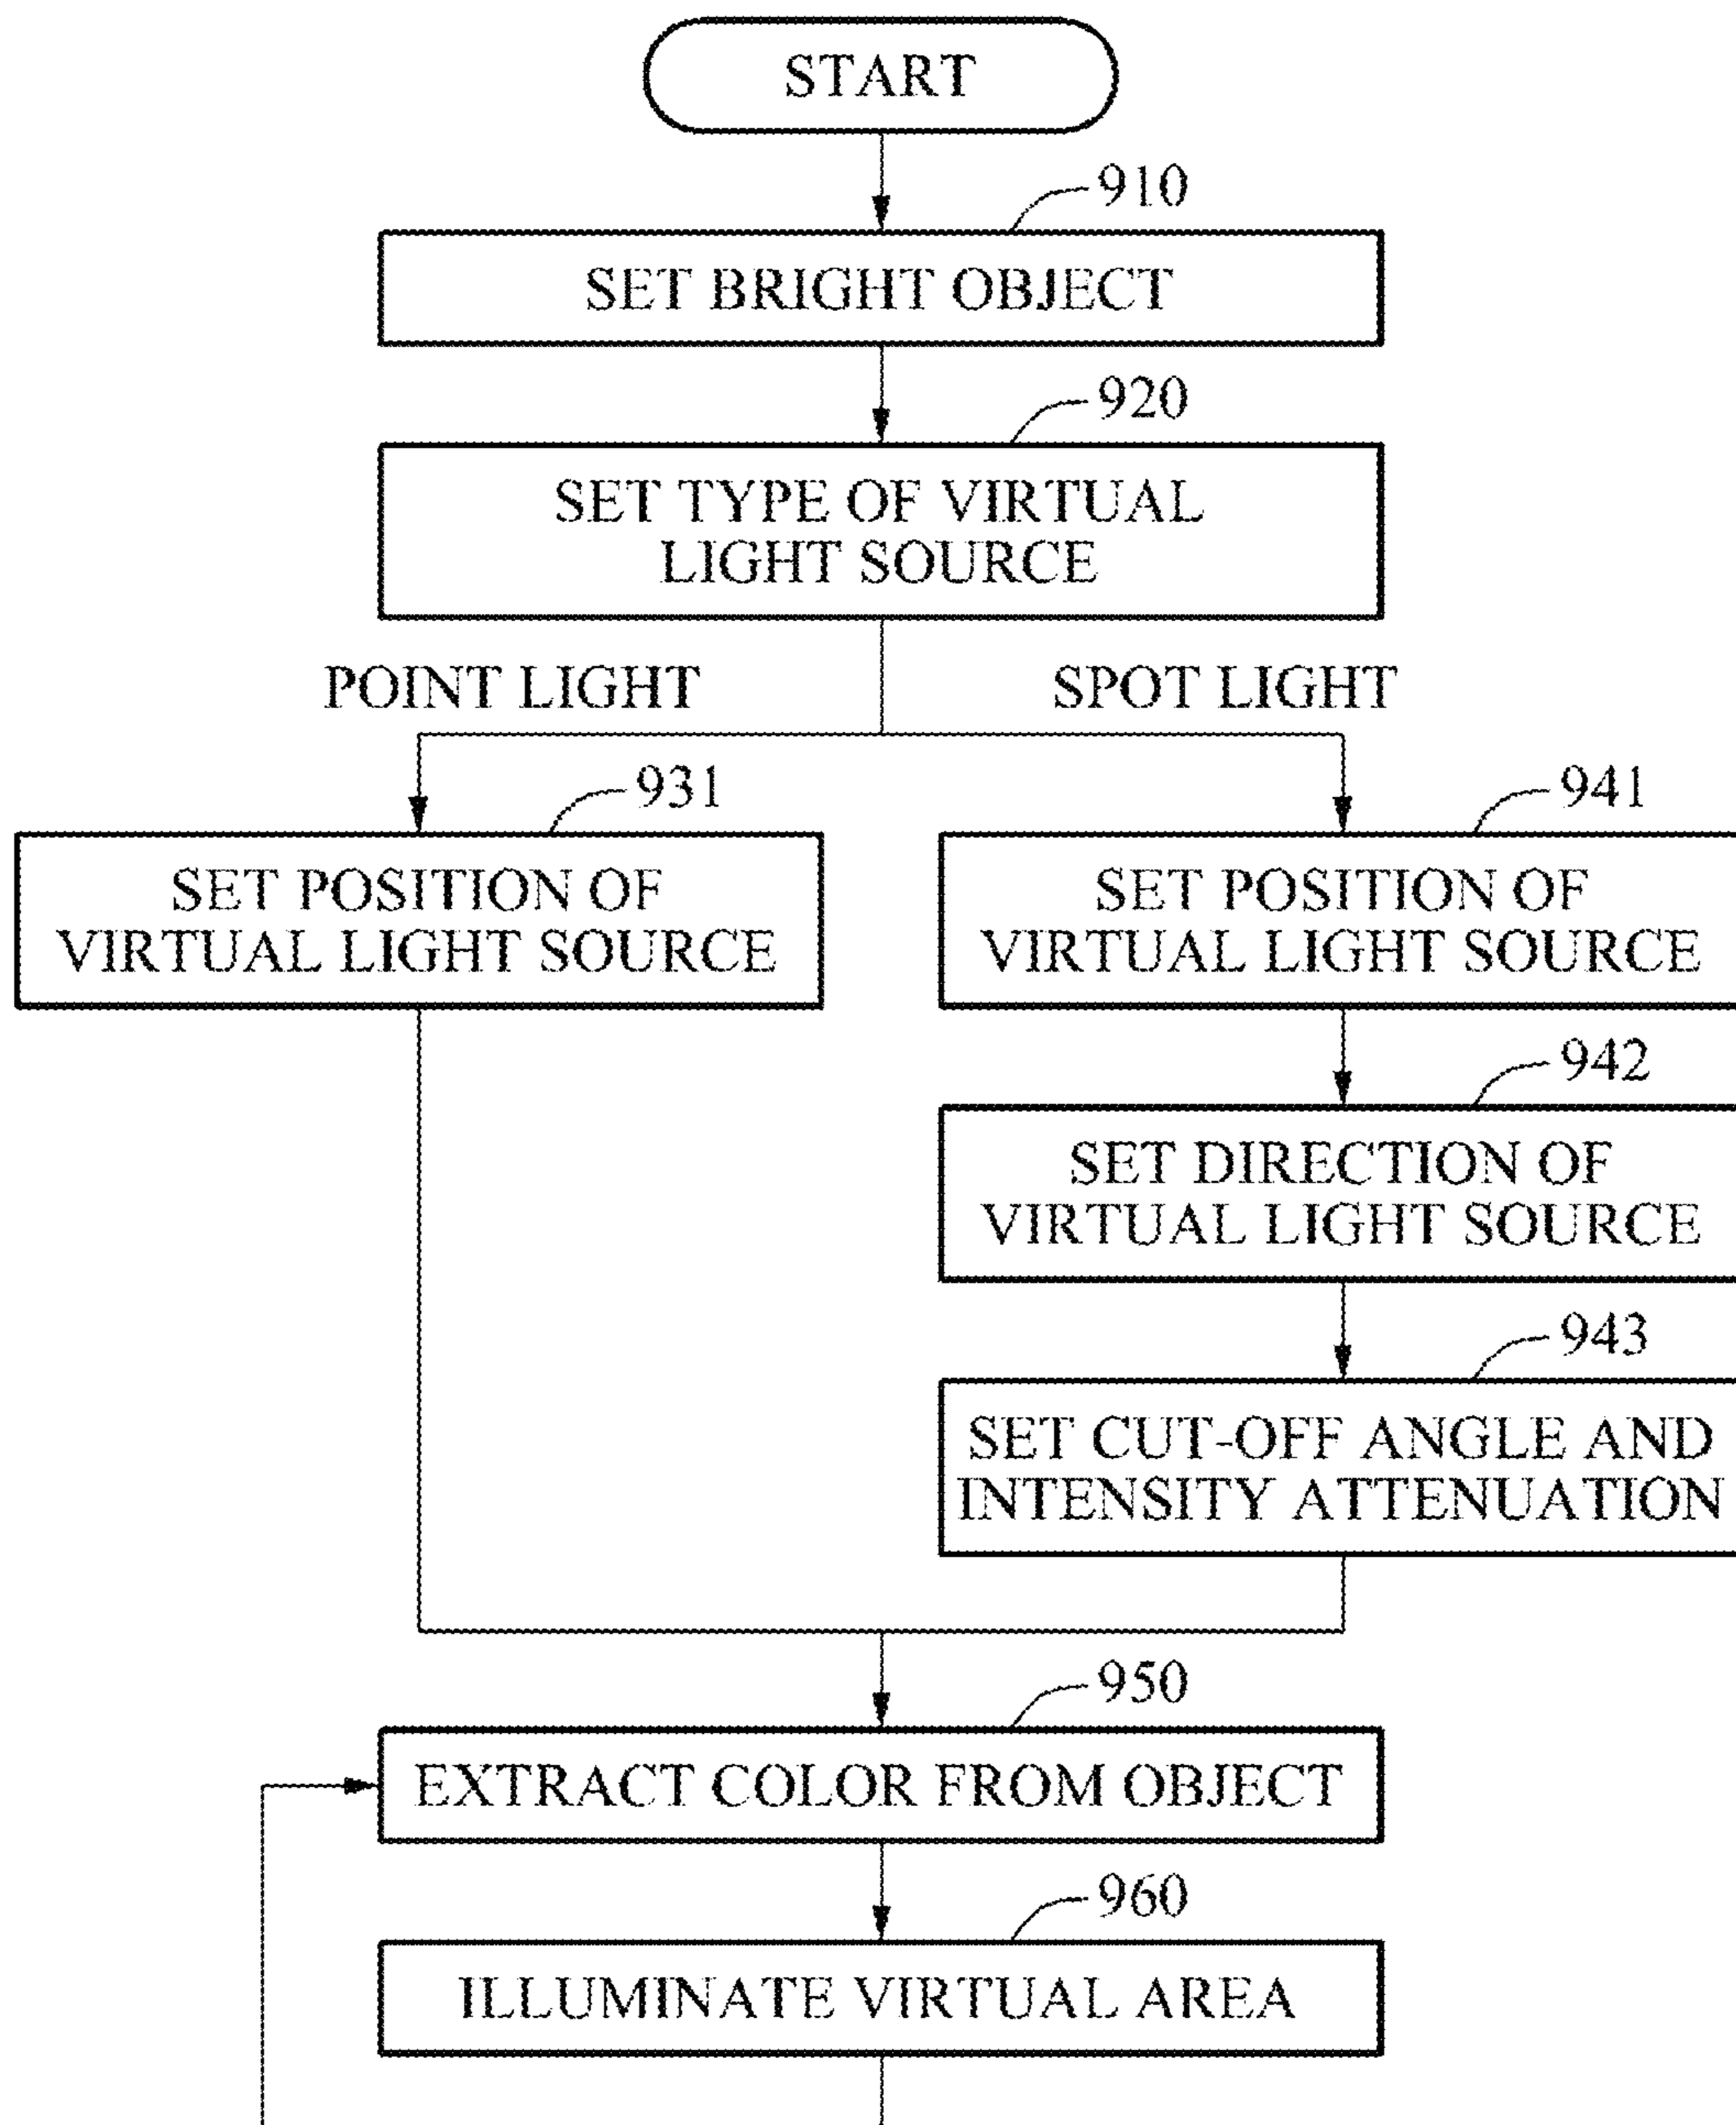 START
910
SET BRIGHT OBJECT
920
SET TYPE OF VIRTUAL
LIGHT SOURCE
POINT LIGHT
SPOT LIGHT
931
SET POSITION OF
VIRTUAL LIGHT SOURCE
941
SET POSITION OF
VIRTUAL LIGHT SOURCE
942
SET DIRECTION OF
VIRTUAL LIGHT SOURCE
943
SET CUT-OFF ANGLE AND
INTENSITY ATTENUATION
950
EXTRACT COLOR FROM OBJECT
960
ILLUMINATE VIRTUAL AREA